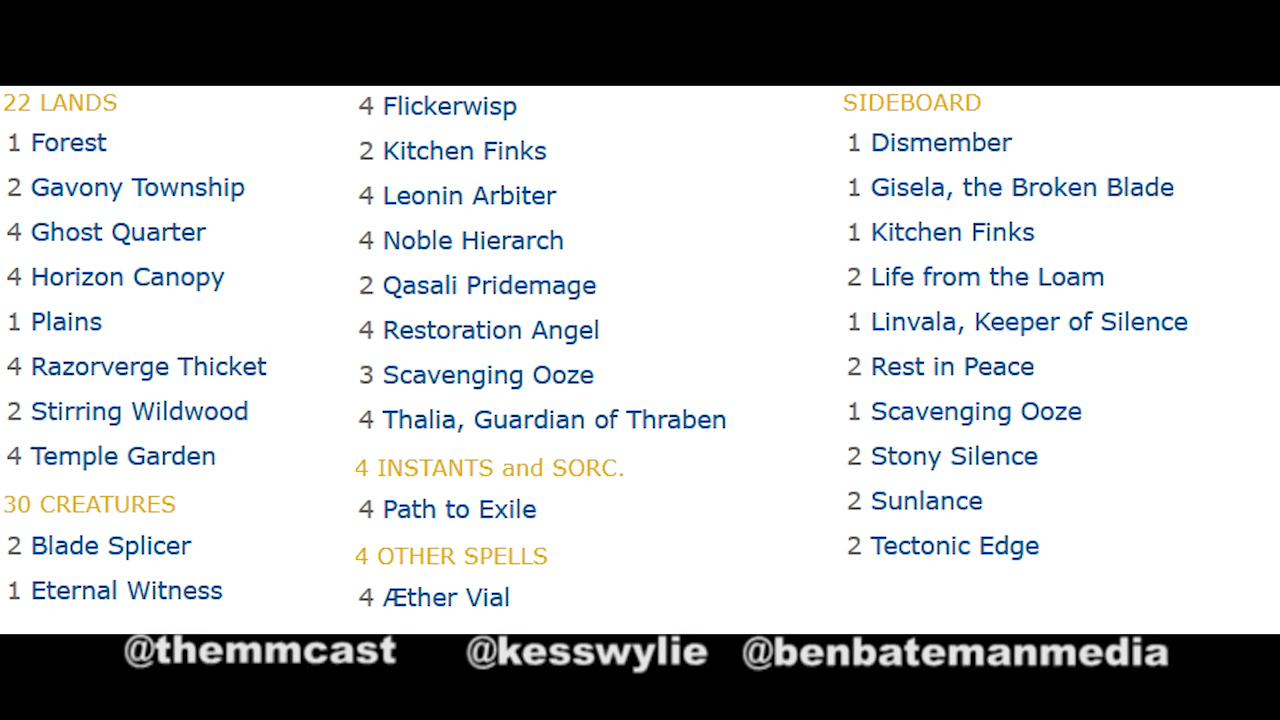 22 LANDS
1 Forest
2 Gavony Township
4 Ghost Quarter
4 Horizon Canopy
1 Plains
4 Razorverge Thicket
2 Stirring Wildwood
4 Temple Garden
30 CREATURES
2 Blade Splicer
1 Eternal Witness
4 Flickerwisp
2 Kitchen Finks
4 Leonin Arbiter
4 Noble Hierarch
2 Qasali Pridemage
4 Restoration Angel
3 Scavenging Ooze
4 Thalia, Guardian of Thraben
4 INSTANTS and SORC.
4 Path to Exile
4 OTHER SPELLS
4 Æther Vial
SIDEBOARD
1 Dismember
1 Gisela, the Broken Blade
1 Kitchen Finks
2 Life from the Loam
1 Linvala, Keeper of Silence
2 Rest in Peace
1 Scavenging Ooze
2 Stony Silence
2 Sunlance
2 Tectonic Edge
@themmcast @kesswylie @benbatemanmedia